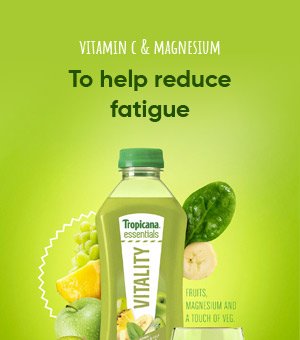 VITAMIN C & MAGNESIUM
To help reduce
fatigue
Tropicana
essentials
VITALITY
FRUITS,
MAGNESIUM AND
A TOUCH OF VEG.